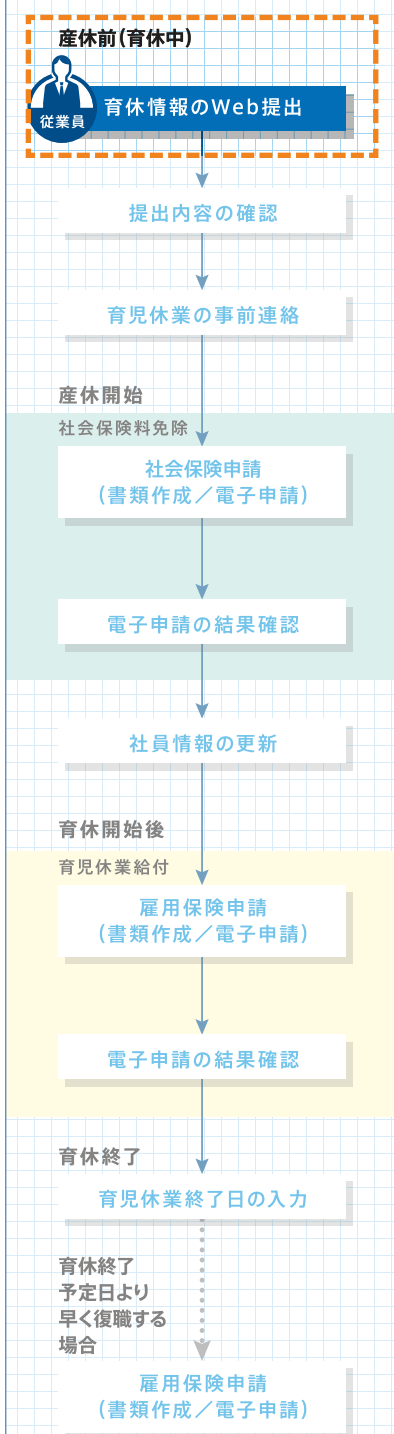 産休前（育休中）
育休情報のWeb提出
従業員
提出内容の確認
育児休業の事前連絡
産休開始
社会保険料免除
社会保険申請
（書類作成／電子申請）
電子申請の結果確認
社員情報の更新
育休開始後
育児休業給付
雇用保険申請
（書類作成／電子申請）
電子申請の結果確認
育休終了
育児休業終了日の入力
育休終了
予定日より
早く復職する
場合
雇用保険申請
（書類作成／電子申請）